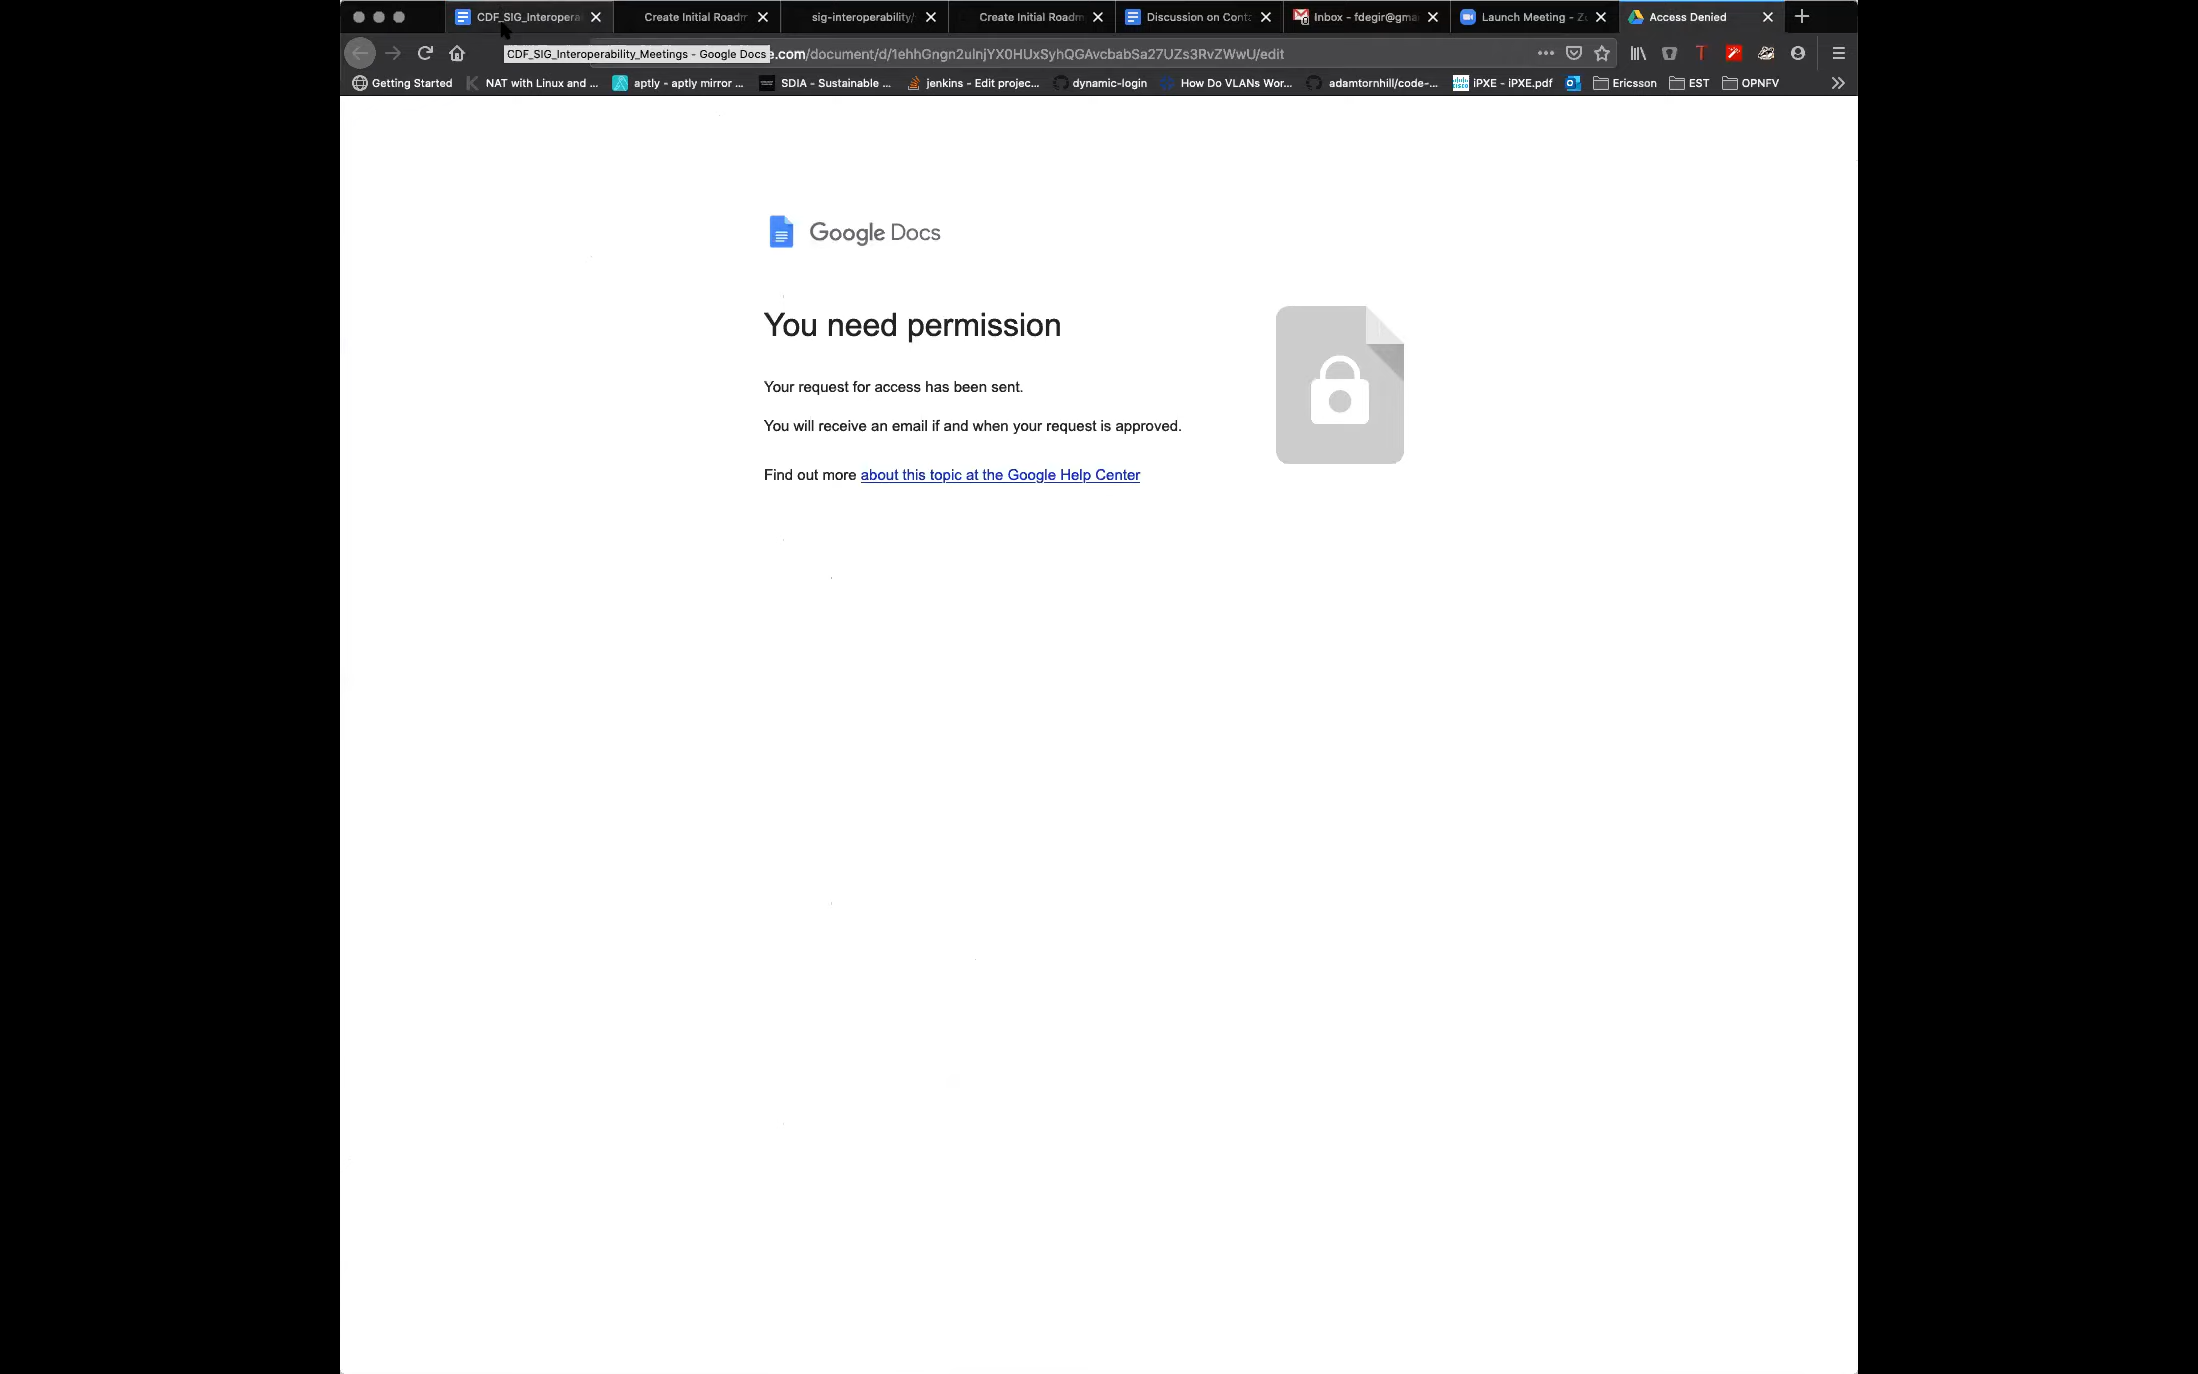 CDF_SIG_Interopera
Create Initial Roadm
sig-interoperability/
Create Initial Roadm
Discussion on Conta
Inbox - fdegir@gma
Launch Meeting - Zo
Access Denied
CDF_SIG_Interoperability_Meetings - Google Docs
e.com/document/d/1ehhGngn2ulnjYX0HUxSyhQGAvcbabSa27UZs3RvZWwU/edit
Getting Started
NAT with Linux and ...
aptly - aptly mirror ...
SDIA - Sustainable ...
jenkins - Edit projec...
dynamic-login
How Do VLANs Wor...
adamtornhill/code-...
iPXE - iPXE.pdf
Ericsson
EST
OPNFV
Google Docs
You need permission
Your request for access has been sent.
You will receive an email if and when your request is approved.
Find out more about this topic at the Google Help Center